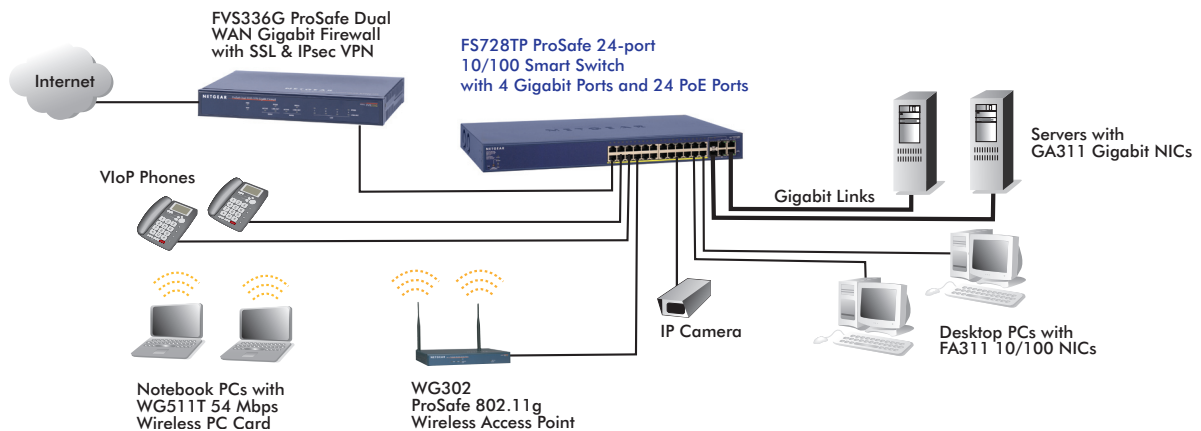 FVS336G ProSafe Dual
WAN Gigabit Firewall
with SSL & IPsec VPN
FS728TP ProSafe 24-port
10/100 Smart Switch
with 4 Gigabit Ports and 24 PoE Ports
Internet
NETGEAR
NETGEAR
NETGEAR
Servers with
GA311 Gigabit NICs
VIoP Phones
Gigabit Links
IP Camera
Desktop PCs with
FA311 10/100 NICs
Notebook PCs with
WG511T 54 Mbps
Wireless PC Card
WG302
ProSafe 802.11g
Wireless Access Point